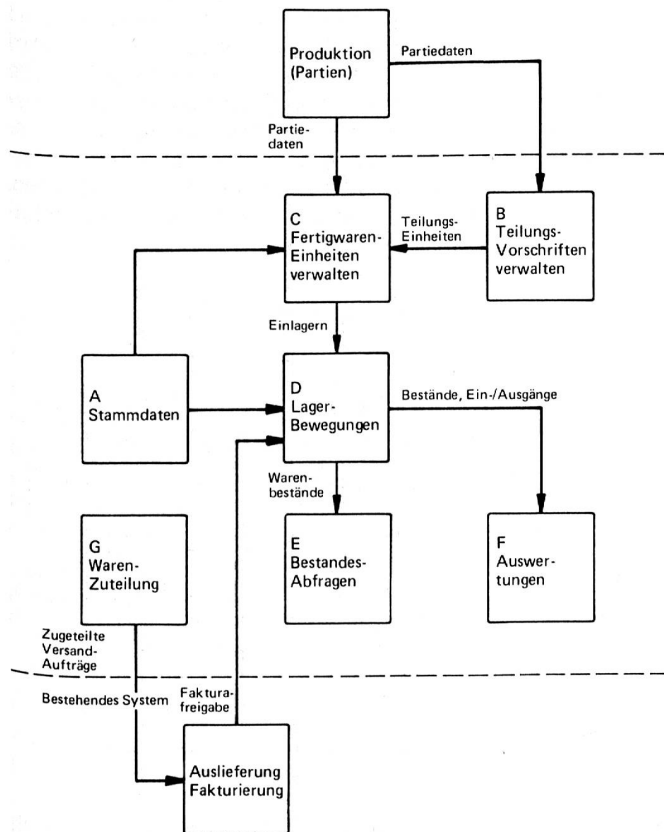 Produktion
(Partien)
Partiedaten
Partie-
daten
C
Fertigwaren-
Einheiten
verwalten
Teilungs-
Einheiten
B
Teilungs-
Vorschriften
verwalten
Einlagern
A
Stammdaten
D
Lager-
Bewegungen
Bestände, Ein-/Ausgänge
Waren-
bestände
G
Waren-
Zuteilung
E
Bestandes-
Abfragen
F
Auswer-
tungen
Zugeteilte
Versand-
Aufträge
Bestehendes System
Faktura-
freigabe
Auslieferung
Fakturierung